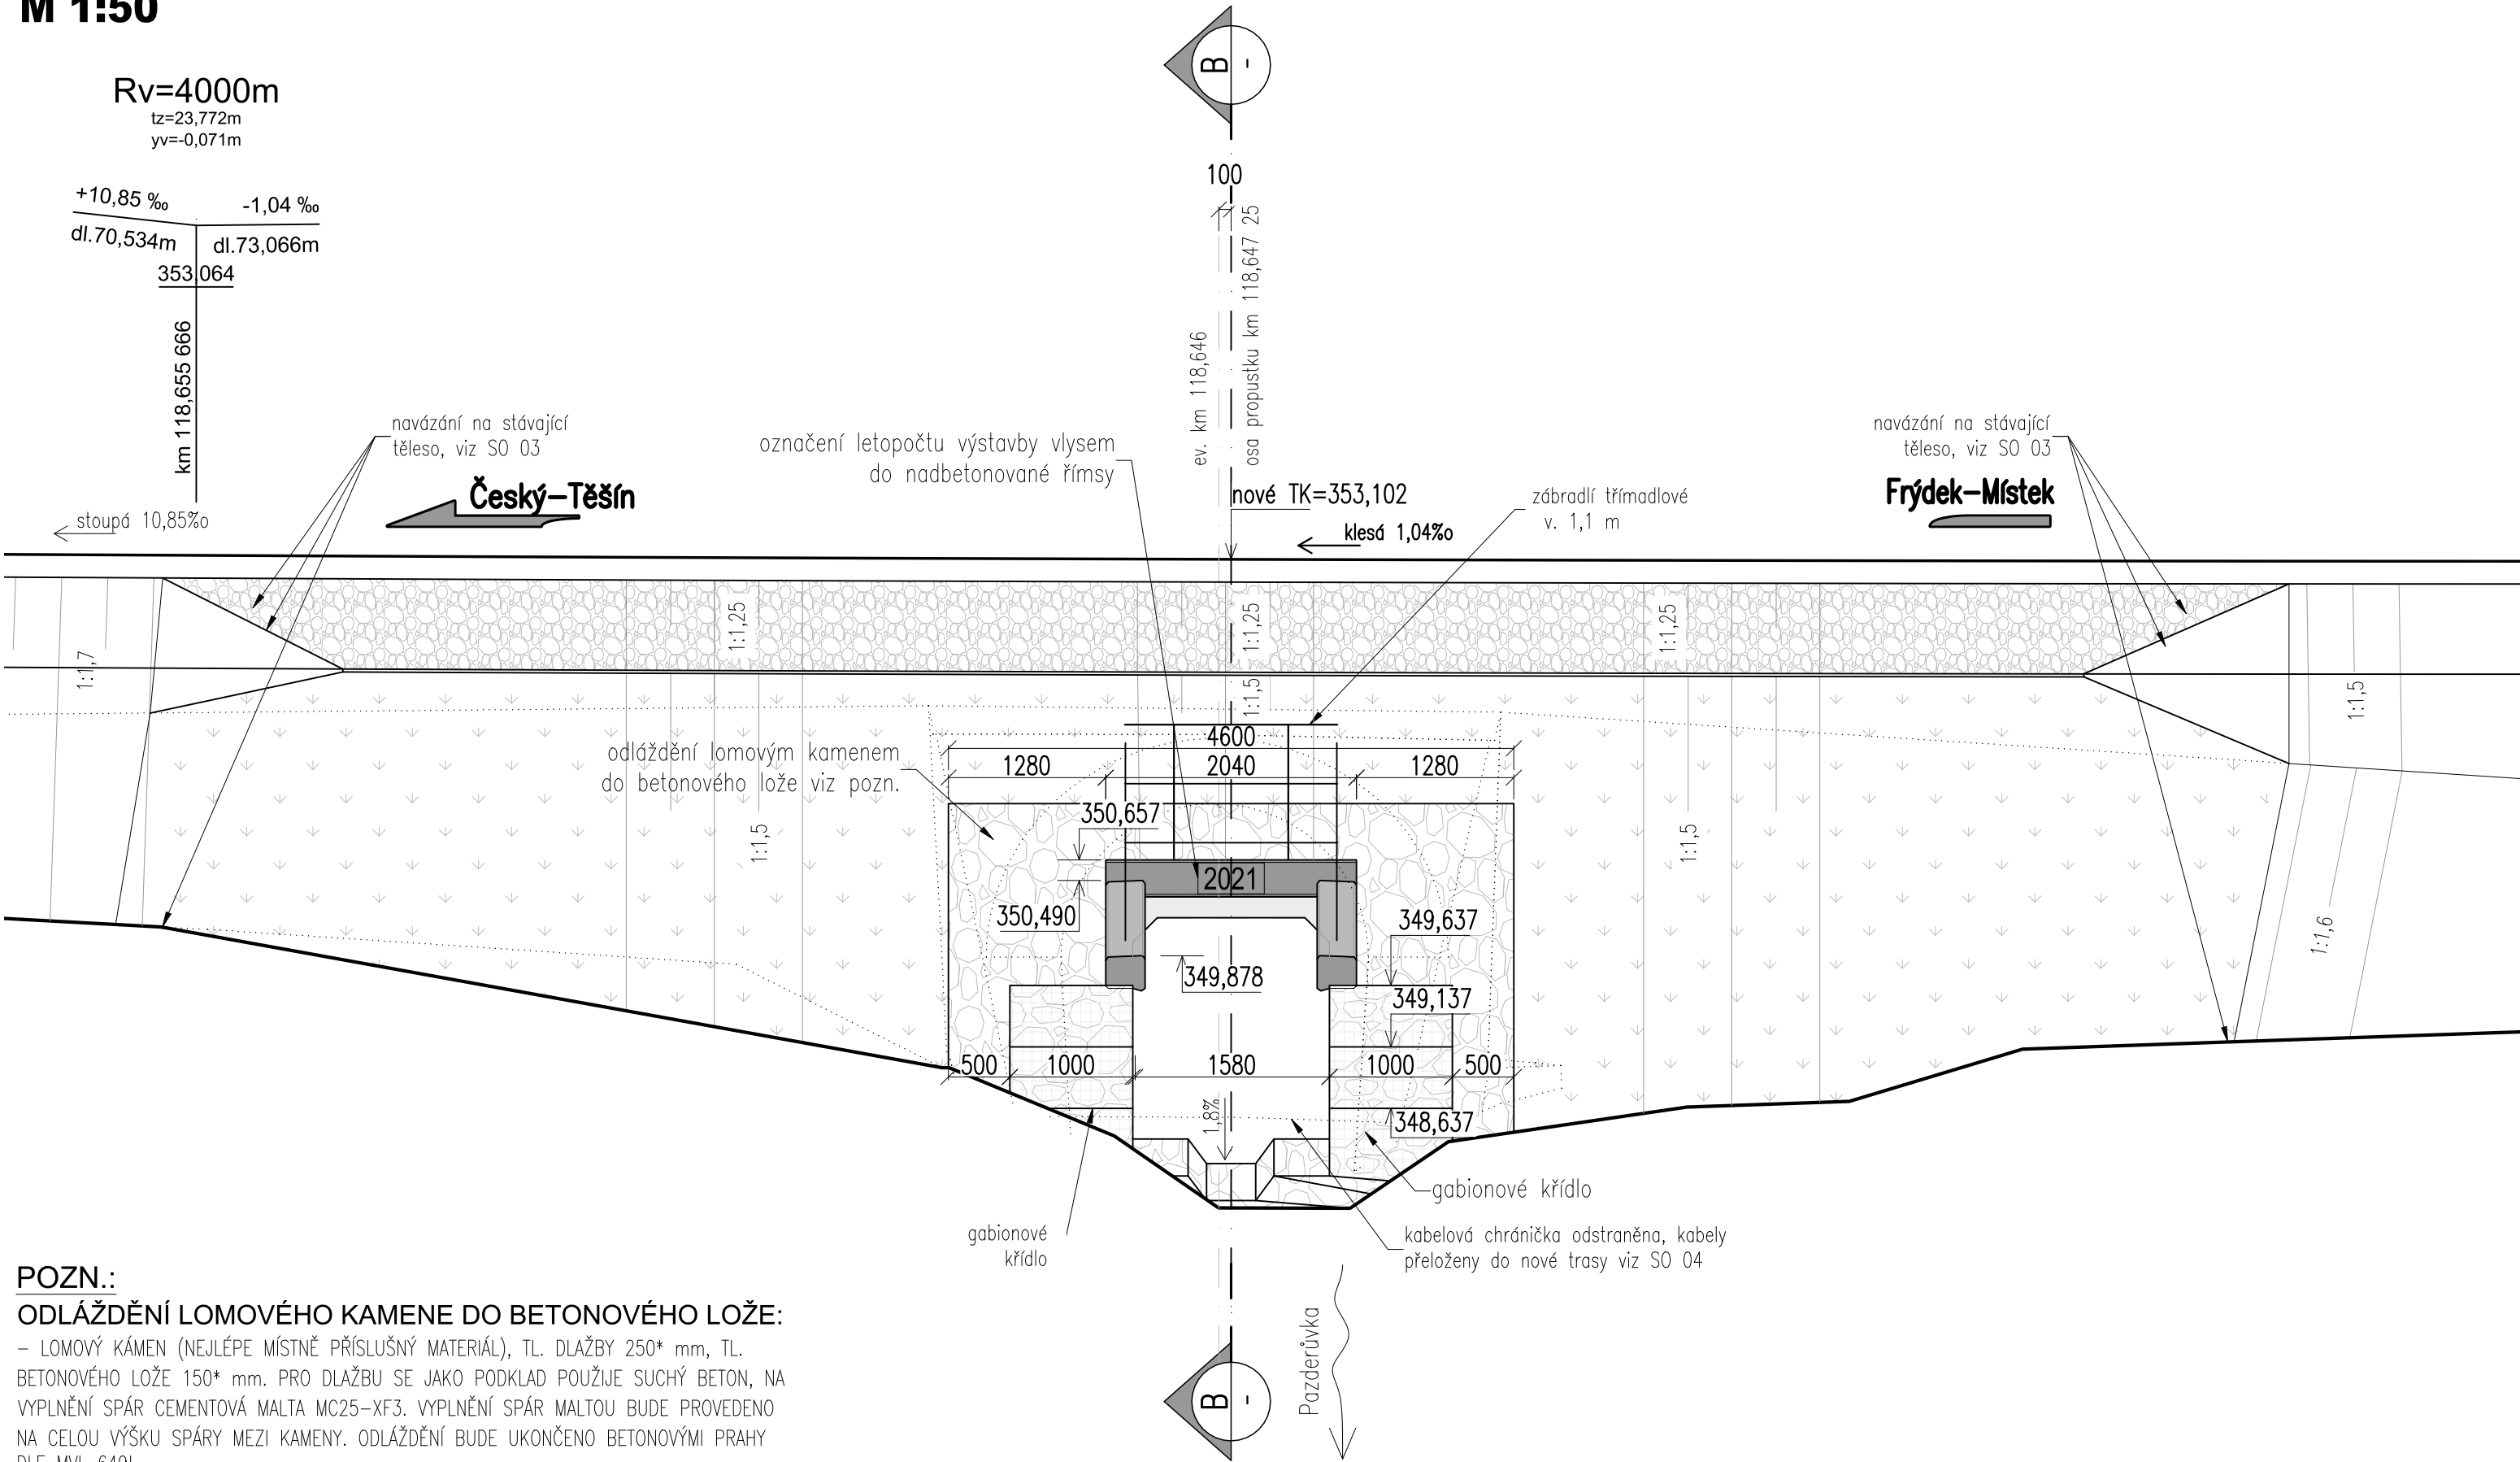 M 1:50
Rv=4000m
tz=23,772m
yv=-0,071m
+10,85 ‰
-1,04 ‰
dl.70,534m
dl.73,066m
353,064
km 118,655 666
B
-
100
ev. km 118,646
osa propustku km 118,647 25
navázání na stávající
těleso, viz SO 03
označení letopočtu výstavby vlysem
do nadbetonované římsy
navázání na stávající
těleso, viz SO 03
Český-Těšín
Frýdek-Místek
nové TK=353,102
zábradlí třímadlové
v. 1,1 m
stoupá 10,85%o
klesá 1,04%o
1:1,7
1:1,25
1:1,25
1:1,25
1:1,5
1:1,5
odláždění lomovým kamenem
do betonového lože viz pozn.
4600
1280
2040
1280
350,657
1:1,5
1:1,5
2021
350,490
349,637
1:1,6
349,878
349,137
500
1000
1580
1000
500
1,8%
348,637
gabionové křídlo
gabionové
křídlo
kabelová chránička odstraněna, kabely
přeloženy do nové trasy viz SO 04
Pazderůvka
B
-
POZN.:
ODLÁŽDĚNÍ LOMOVÉHO KAMENE DO BETONOVÉHO LOŽE:
– LOMOVÝ KÁMEN (NEJLÉPE MÍSTNĚ PŘÍSLUŠNÝ MATERIÁL), TL. DLAŽBY 250* mm, TL.
BETONOVÉHO LOŽE 150* mm. PRO DLAŽBU SE JAKO PODKLAD POUŽIJE SUCHÝ BETON, NA
VYPLNĚNÍ SPÁR CEMENTOVÁ MALTA MC25-XF3. VYPLNĚNÍ SPÁR MALTOU BUDE PROVEDENO
NA CELOU VÝŠKU SPÁRY MEZI KAMENY. ODLÁŽDĚNÍ BUDE UKONČENO BETONOVÝMI PRAHY